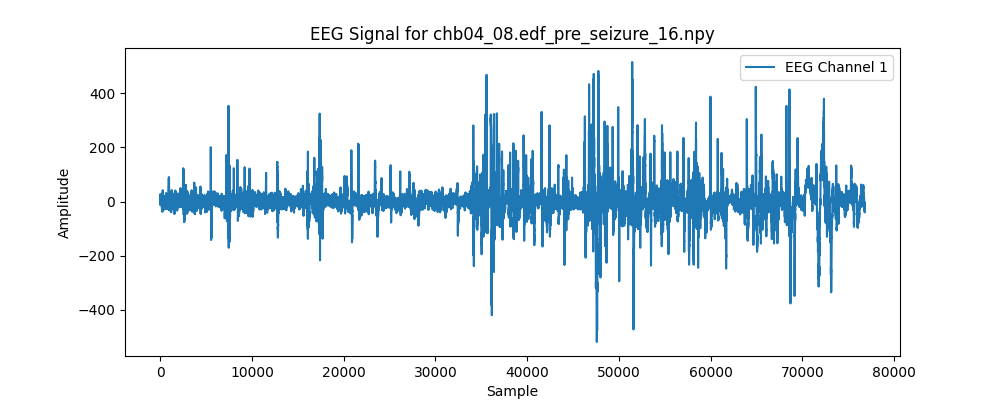 EEG Signal for chb04_08.edf_pre_seizure_16.npy
EEG Channel 1
400
200
0
−200
−400
Amplitude
0 10000 20000 30000 40000 50000 60000 70000 80000
Sample